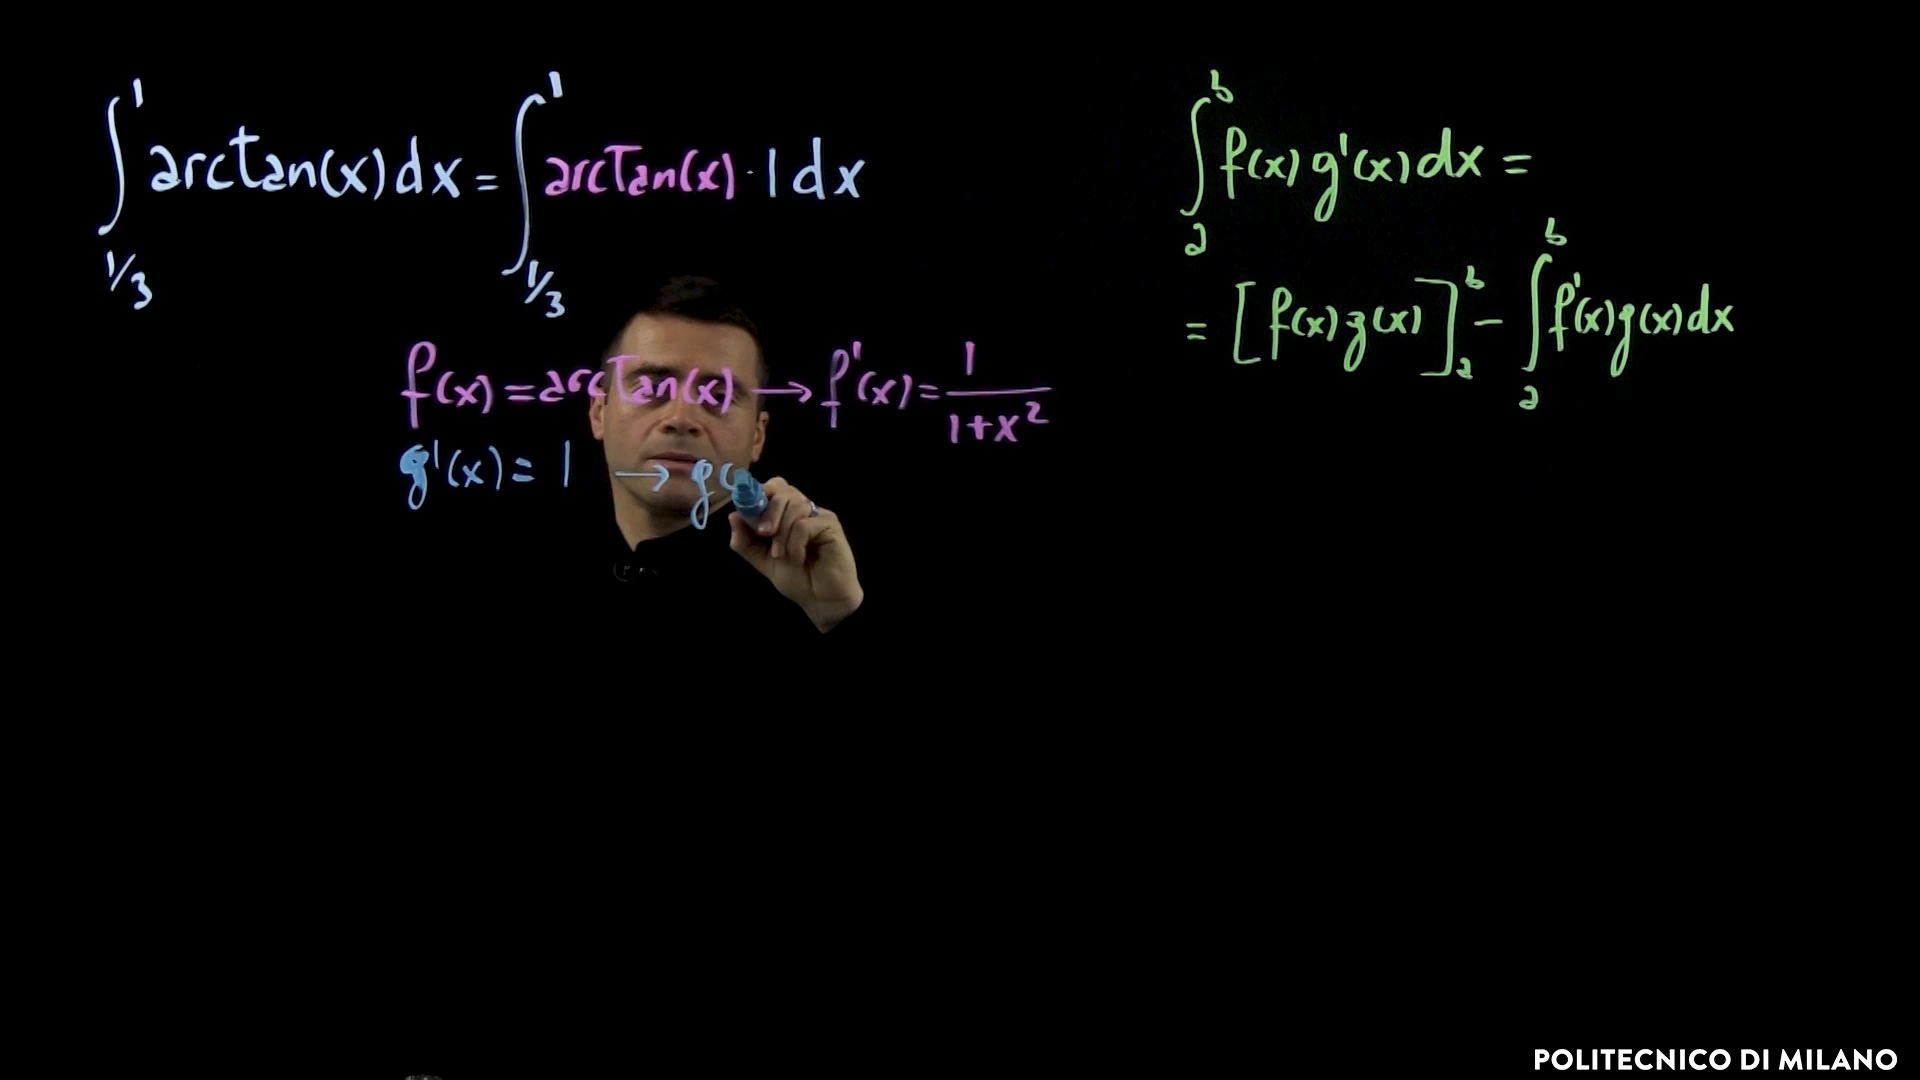 ∫_{1/3}^{1} arctan(x) dx = ∫_{1/3}^{1} arctan(x) · 1 dx
f(x) = arctan(x) → f'(x) = 1/(1+x²)
g'(x) = 1 → g(
∫_a^b f(x) g'(x) dx =
= [f(x) g(x)]_a^b − ∫_a^b f'(x) g(x) dx
POLITECNICO DI MILANO